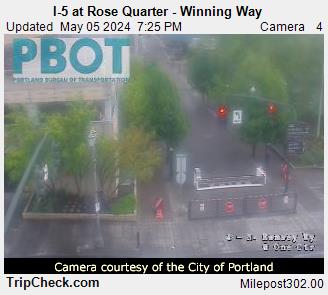 I-5 at Rose Quarter - Winning Way
Updated May 05 2024 7:25 PM Camera 4
PBOT
PORTLAND BUREAU OF TRANSPORTATION
Camera courtesy of the City of Portland
TripCheck.com Milepost302.00